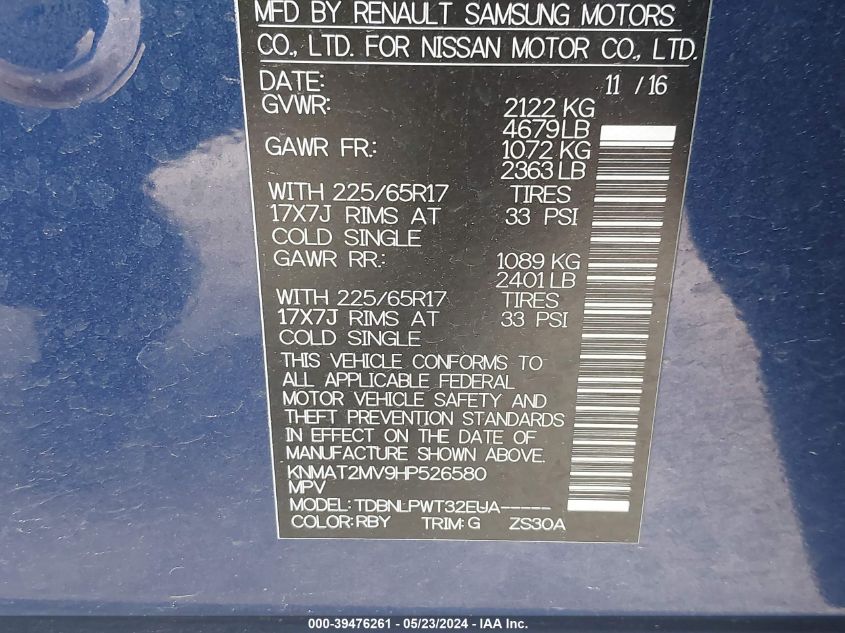 MFD BY RENAULT SAMSUNG MOTORS
CO., LTD. FOR NISSAN MOTOR CO., LTD.
DATE: 11 / 16
GVWR: 2122 KG
4679 LB
GAWR FR.: 1072 KG
2363 LB
WITH 225/65R17 TIRES
17X7J RIMS AT 33 PSI
COLD SINGLE
GAWR RR.: 1089 KG
2401 LB
WITH 225/65R17 TIRES
17X7J RIMS AT 33 PSI
COLD SINGLE
THIS VEHICLE CONFORMS TO
ALL APPLICABLE FEDERAL
MOTOR VEHICLE SAFETY AND
THEFT PREVENTION STANDARDS
IN EFFECT ON THE DATE OF
MANUFACTURE SHOWN ABOVE.
KNMAT2MV9HP526580
MPV
MODEL: TDBNLPWT32EUA-----
COLOR: RBY TRIM: G ZS30A
000-39476261 - 05/23/2024 - IAA Inc.